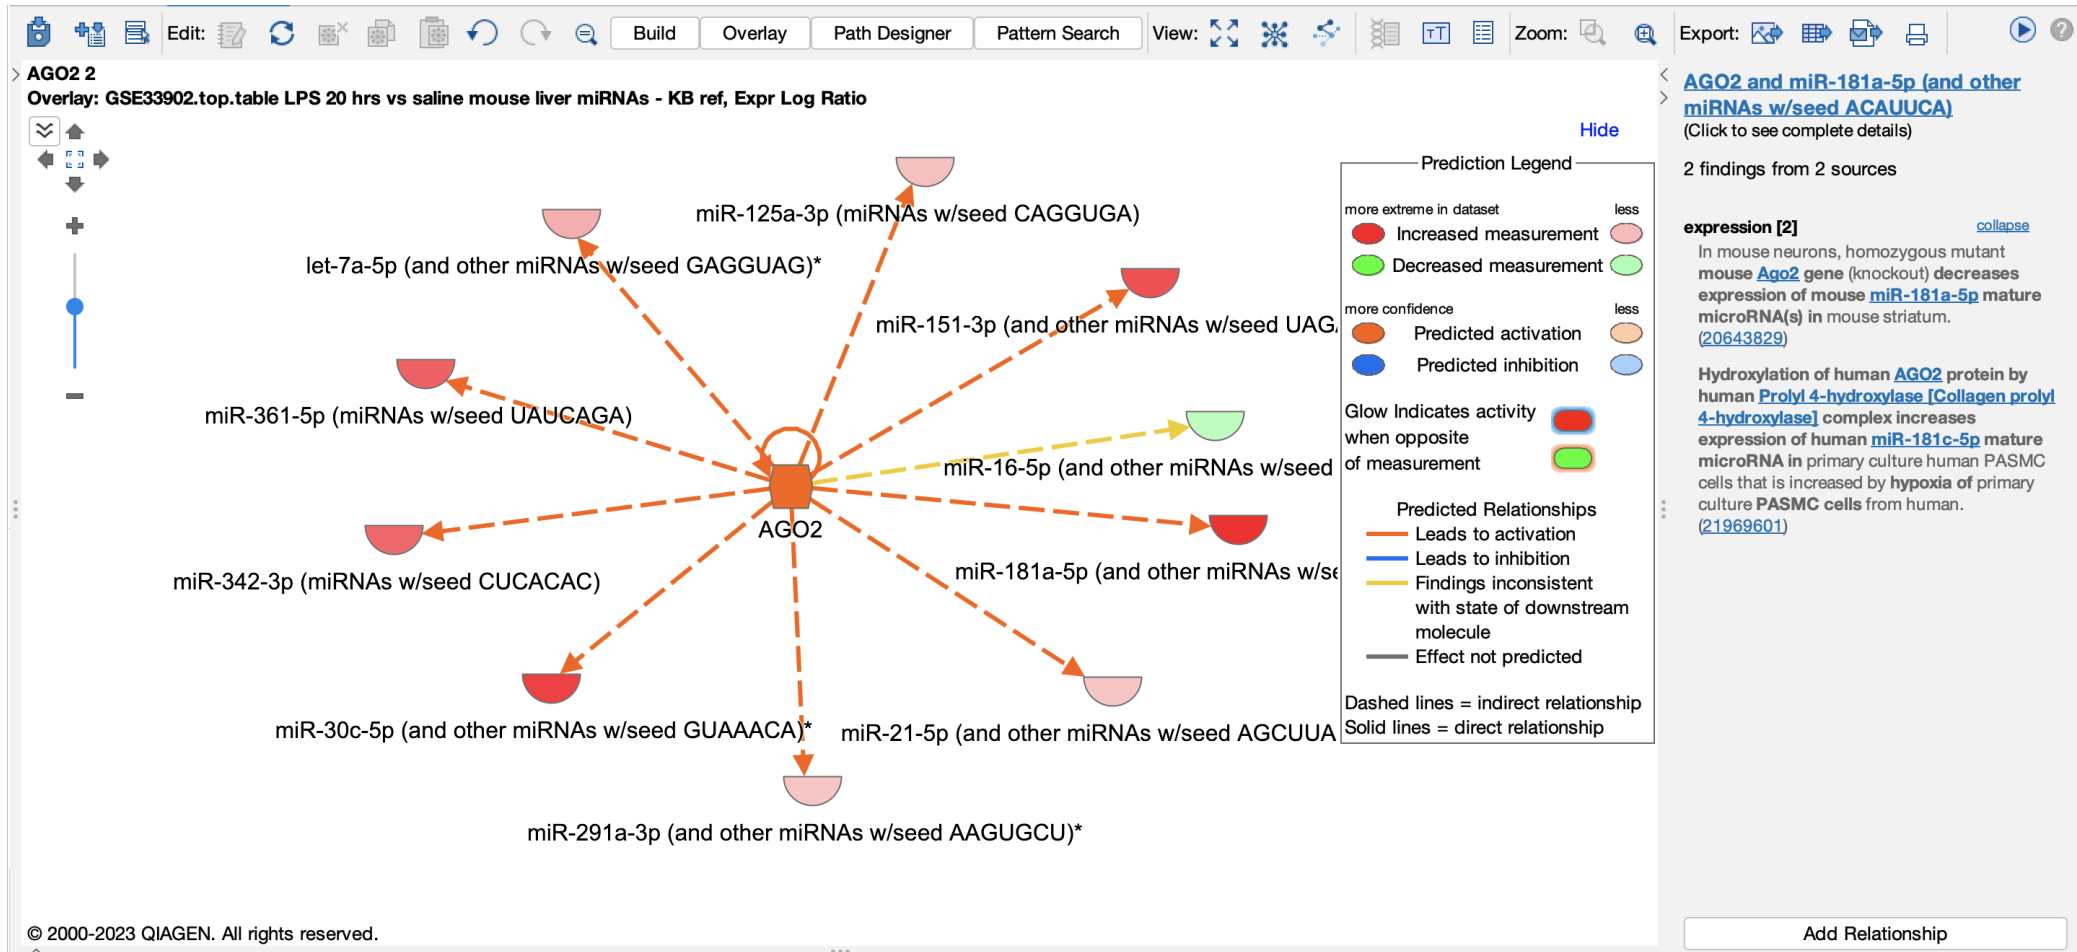 Edit:
Build
Overlay
Path Designer
Pattern Search
View:
Zoom:
Export:
AGO2 2
Overlay: GSE33902.top.table LPS 20 hrs vs saline mouse liver miRNAs - KB ref, Expr Log Ratio
Hide
miR-125a-3p (miRNAs w/seed CAGGUGA)
let-7a-5p (and other miRNAs w/seed GAGGUAG)*
miR-151-3p (and other miRNAs w/seed UAG
miR-361-5p (miRNAs w/seed UAUCAGA)
miR-16-5p (and other miRNAs w/seed
AGO2
miR-181a-5p (and other miRNAs w/se
miR-342-3p (miRNAs w/seed CUCACAC)
miR-30c-5p (and other miRNAs w/seed GUAAACA)*
miR-21-5p (and other miRNAs w/seed AGCUUA
miR-291a-3p (and other miRNAs w/seed AAGUGCU)*
© 2000-2023 QIAGEN. All rights reserved.
Prediction Legend
more extreme in dataset less
Increased measurement
Decreased measurement
more confidence less
Predicted activation
Predicted inhibition
Glow Indicates activity
when opposite
of measurement
Predicted Relationships
Leads to activation
Leads to inhibition
Findings inconsistent
with state of downstream
molecule
Effect not predicted
Dashed lines = indirect relationship
Solid lines = direct relationship
AGO2 and miR-181a-5p (and other
miRNAs w/seed ACAUUCA)
(Click to see complete details)
2 findings from 2 sources
expression [2] collapse
In mouse neurons, homozygous mutant
mouse Ago2 gene (knockout) decreases
expression of mouse miR-181a-5p mature
microRNA(s) in mouse striatum.
(20643829)
Hydroxylation of human AGO2 protein by
human Prolyl 4-hydroxylase [Collagen prolyl
4-hydroxylase] complex increases
expression of human miR-181c-5p mature
microRNA in primary culture human PASMC
cells that is increased by hypoxia of primary
culture PASMC cells from human.
(21969601)
Add Relationship